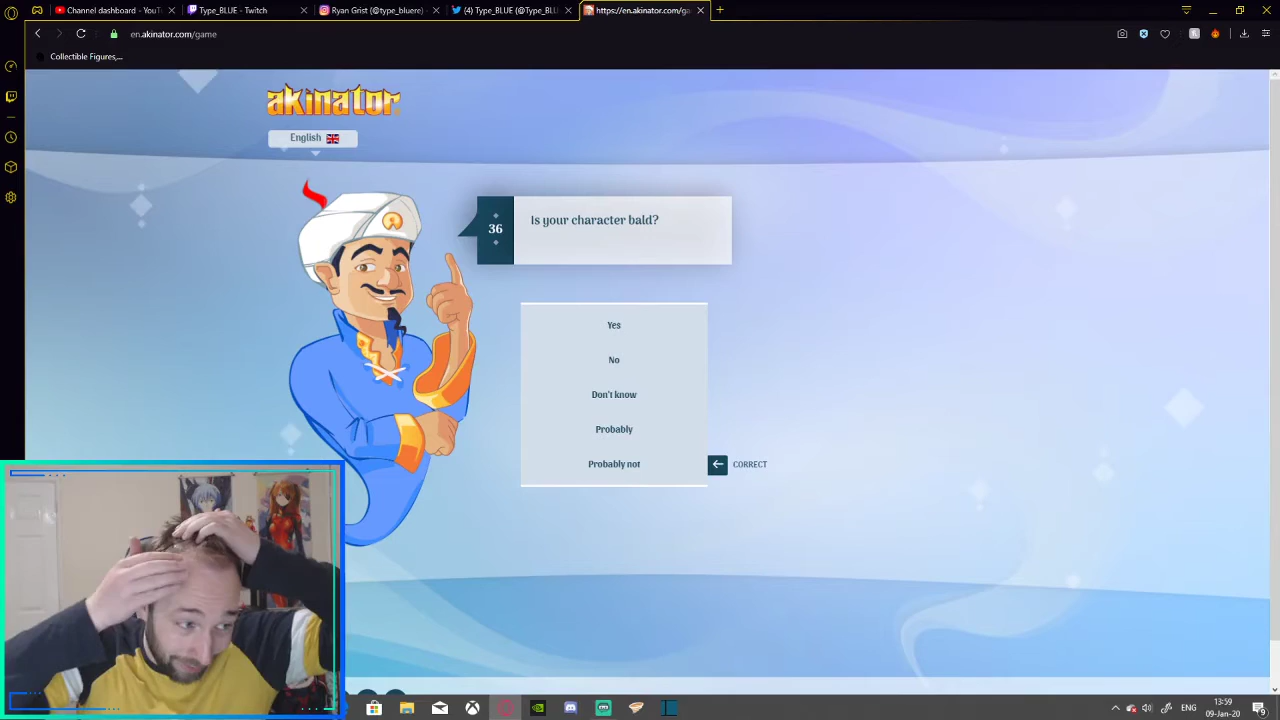 Channel dashboard - YouT
Type_BLUE - Twitch
Ryan Grist (@type_bluere) •
(4) Type_BLUE (@Type_BLU
https://en.akinator.com/ga
en.akinator.com/game
Collectible Figures,...
akinator
English
36
Is your character bald?
Yes
No
Don't know
Probably
Probably not
CORRECT
13:59
09-Jan-20